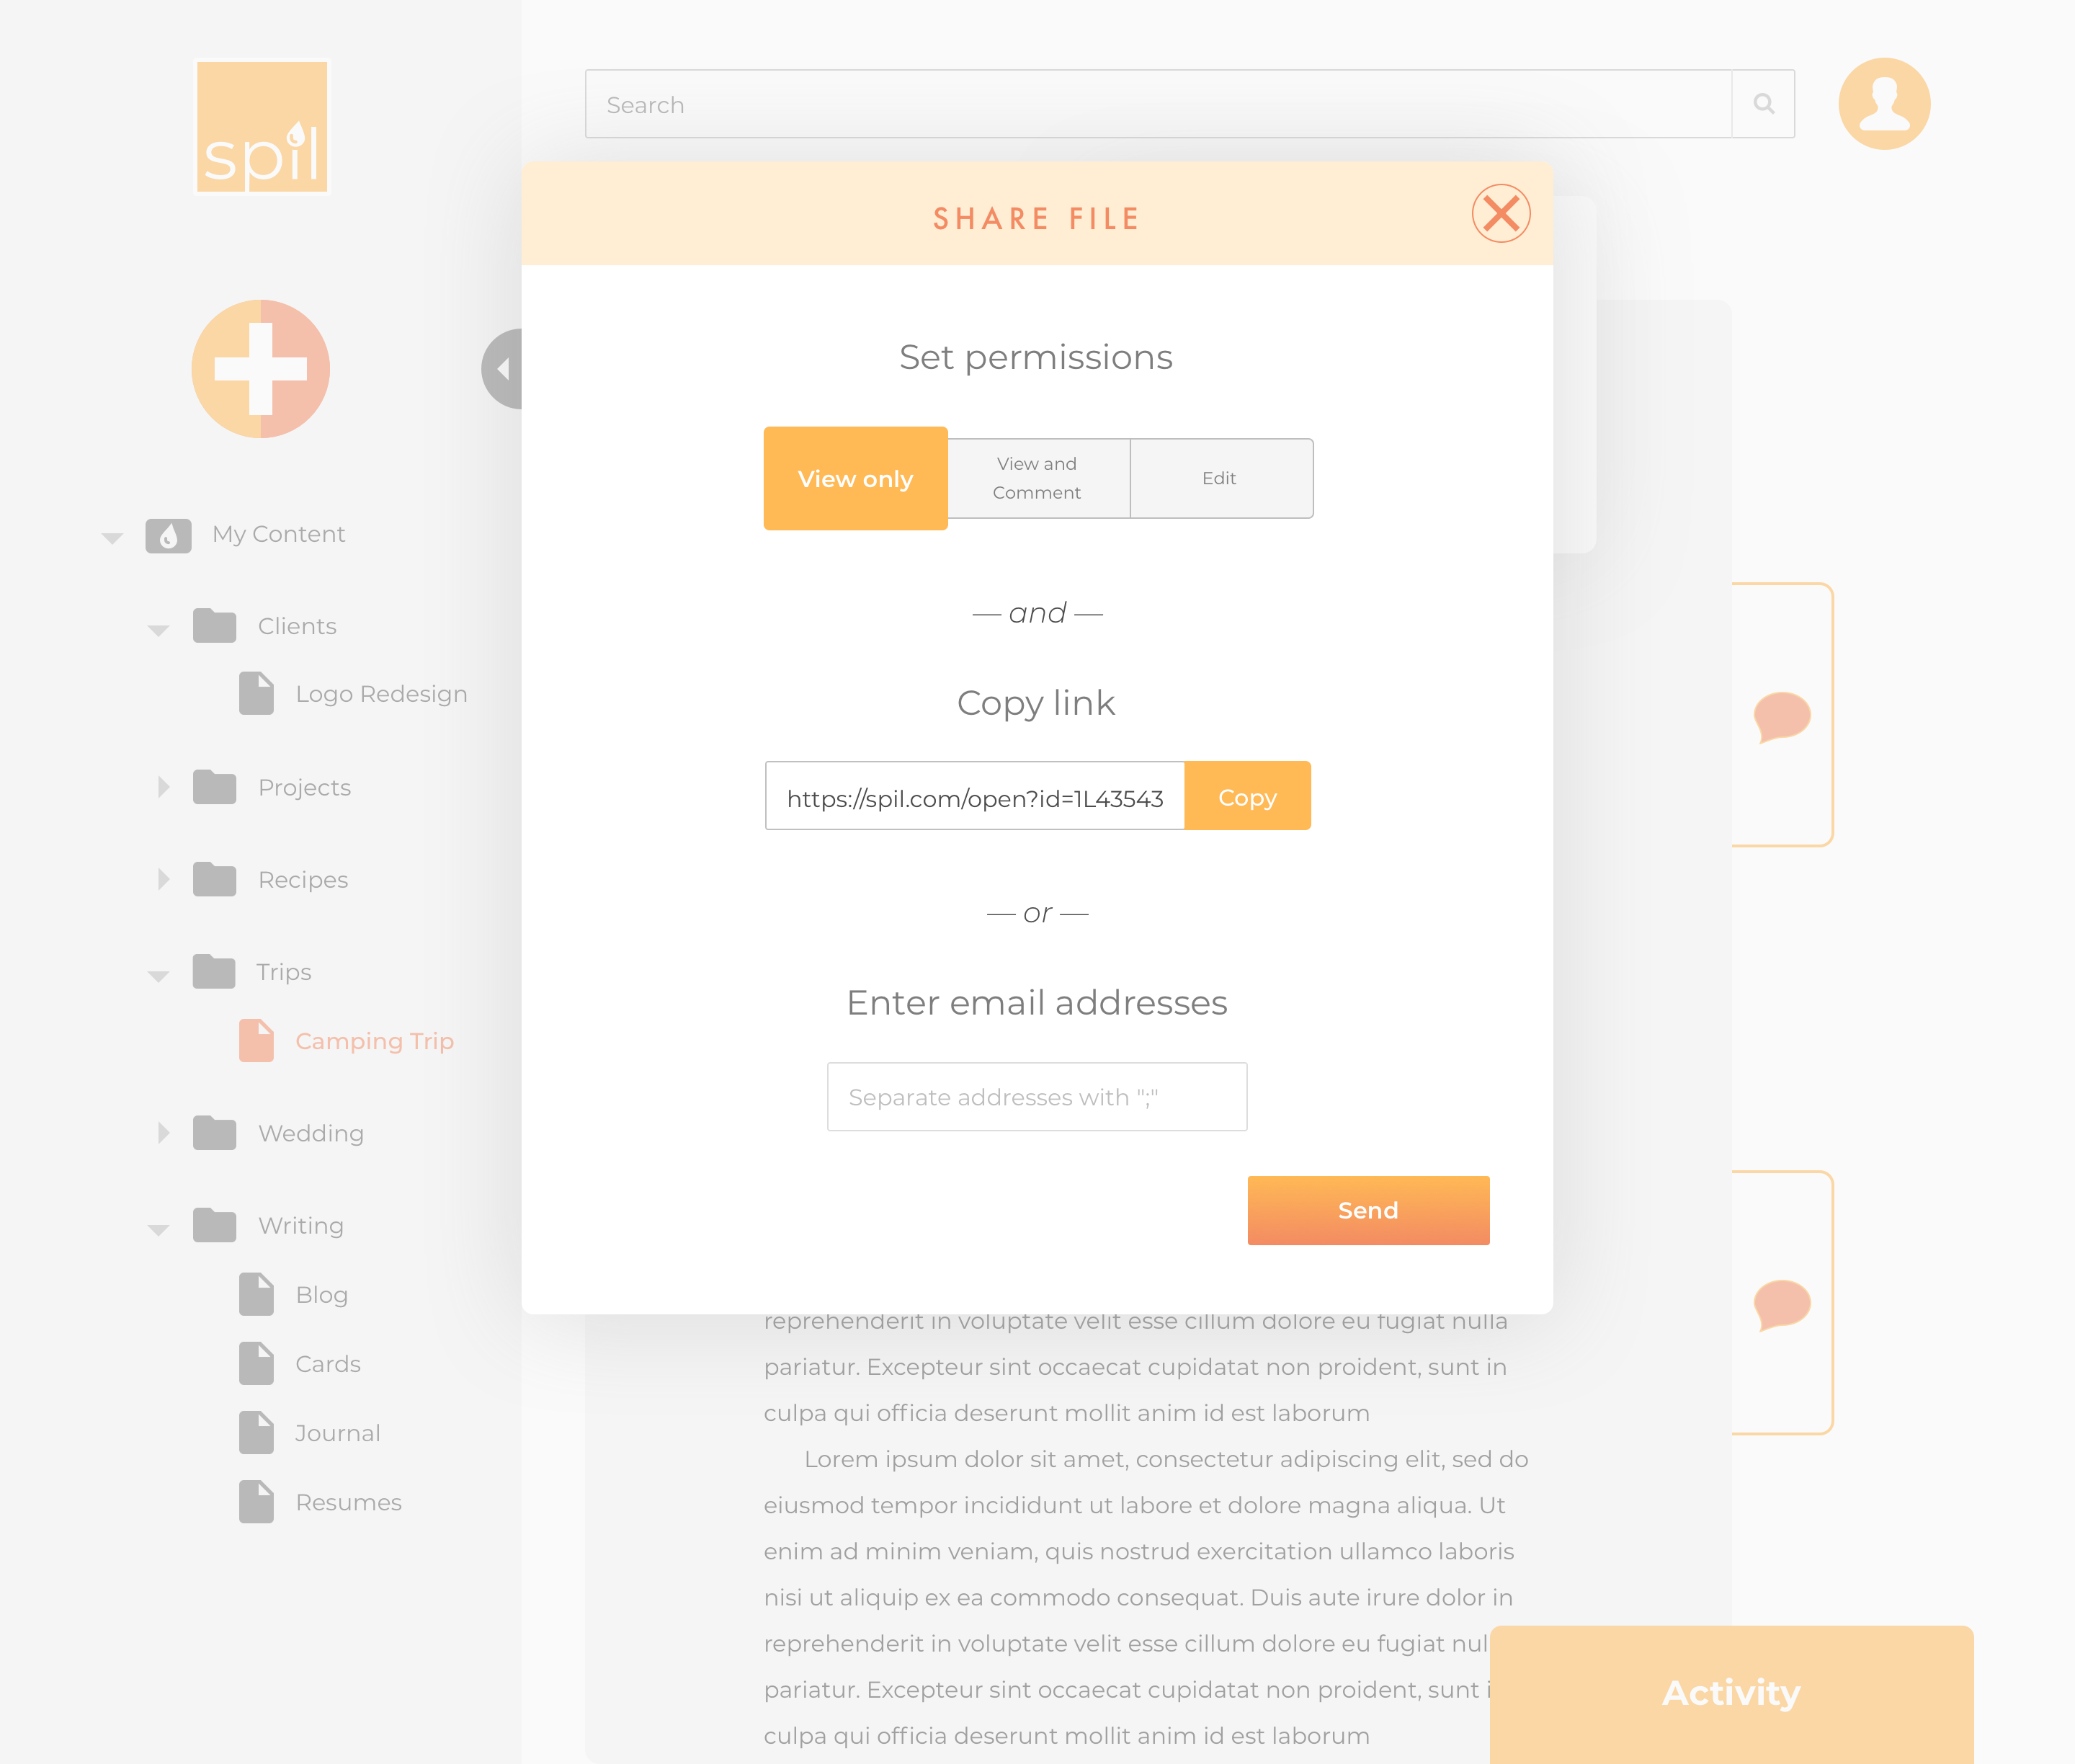 spil
Search
SHARE FILE
Set permissions
View only
View and
Comment
Edit
— and —
Copy link
https://spil.com/open?id=1L43543
Copy
— or —
Enter email addresses
Separate addresses with ";"
Send
My Content
Clients
Logo Redesign
Projects
Recipes
Trips
Camping Trip
Wedding
Writing
Blog
Cards
Journal
Resumes
reprehenderit in voluptate velit esse cillum dolore eu fugiat nulla
pariatur. Excepteur sint occaecat cupidatat non proident, sunt in
culpa qui officia deserunt mollit anim id est laborum
Lorem ipsum dolor sit amet, consectetur adipiscing elit, sed do
eiusmod tempor incididunt ut labore et dolore magna aliqua. Ut
enim ad minim veniam, quis nostrud exercitation ullamco laboris
nisi ut aliquip ex ea commodo consequat. Duis aute irure dolor in
reprehenderit in voluptate velit esse cillum dolore eu fugiat nul
pariatur. Excepteur sint occaecat cupidatat non proident, sunt i
culpa qui officia deserunt mollit anim id est laborum
Activity